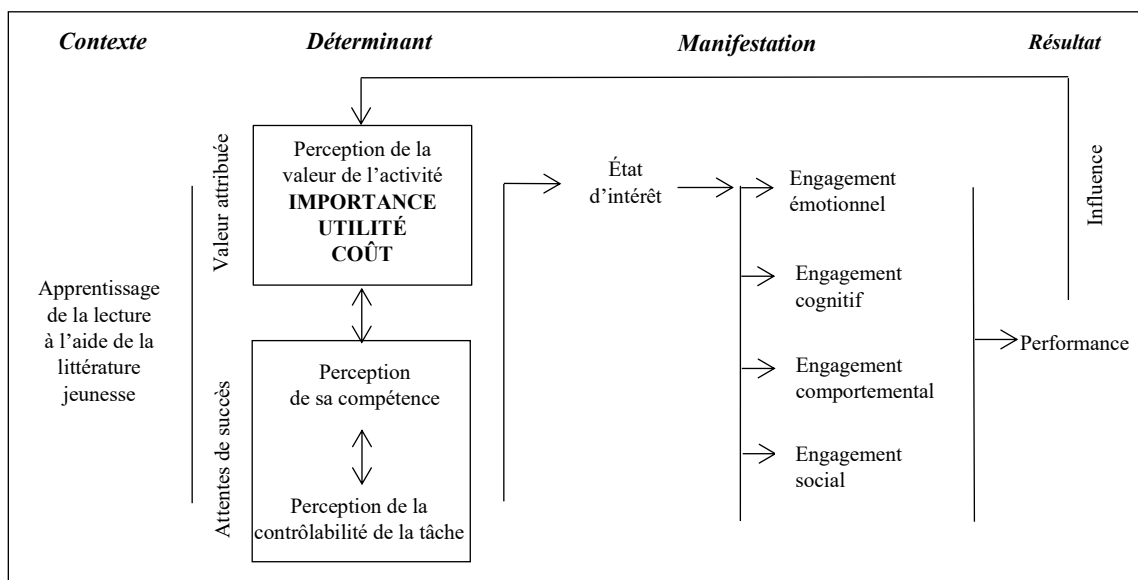 Contexte
Déterminant
Manifestation
Résultat
Apprentissage
de la lecture
à l’aide de la
littérature
jeunesse
Valeur attribuée
Perception de la
valeur de l’activité
IMPORTANCE
UTILITÉ
COÛT
Attentes de succès
Perception
de sa compétence
Perception de la
contrôlabilité de la tâche
État
d’intérêt
Engagement
émotionnel
Engagement
cognitif
Engagement
comportemental
Engagement
social
Performance
Influence